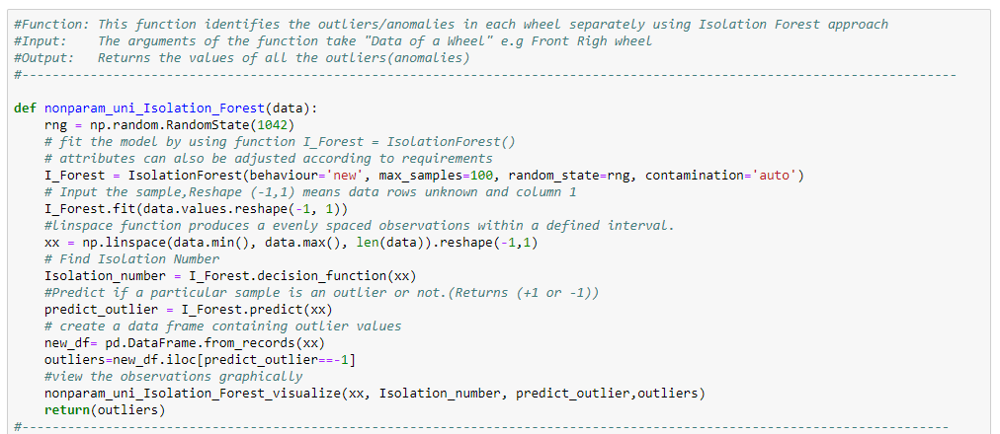 #Function: This function identifies the outliers/anomalies in each wheel separately using Isolation Forest approach
#Input:    The arguments of the function take "Data of a Wheel" e.g Front Righ wheel
#Output:   Returns the values of all the outliers(anomalies)
#-----------------------------------------------------------------------------------------------------------------------------
def nonparam_uni_Isolation_Forest(data):
    rng = np.random.RandomState(1042)
    # fit the model by using function I_Forest = IsolationForest()
    # attributes can also be adjusted according to requirements
    I_Forest = IsolationForest(behaviour='new', max_samples=100, random_state=rng, contamination='auto')
    # Input the sample,Reshape (-1,1) means data rows unknown and column 1
    I_Forest.fit(data.values.reshape(-1, 1))
    #linspace function produces a evenly spaced observations within a defined interval.
    xx = np.linspace(data.min(), data.max(), len(data)).reshape(-1,1)
    # Find Isolation Number
    Isolation_number = I_Forest.decision_function(xx)
    #Predict if a particular sample is an outlier or not.(Returns (+1 or -1))
    predict_outlier = I_Forest.predict(xx)
    # create a data frame containing outlier values
    new_df= pd.DataFrame.from_records(xx)
    outliers=new_df.iloc[predict_outlier==-1]
    #view the observations graphically
    nonparam_uni_Isolation_Forest_visualize(xx, Isolation_number, predict_outlier,outliers)
    return(outliers)
#----------------------------------------------------------------------------------------------------------------------------